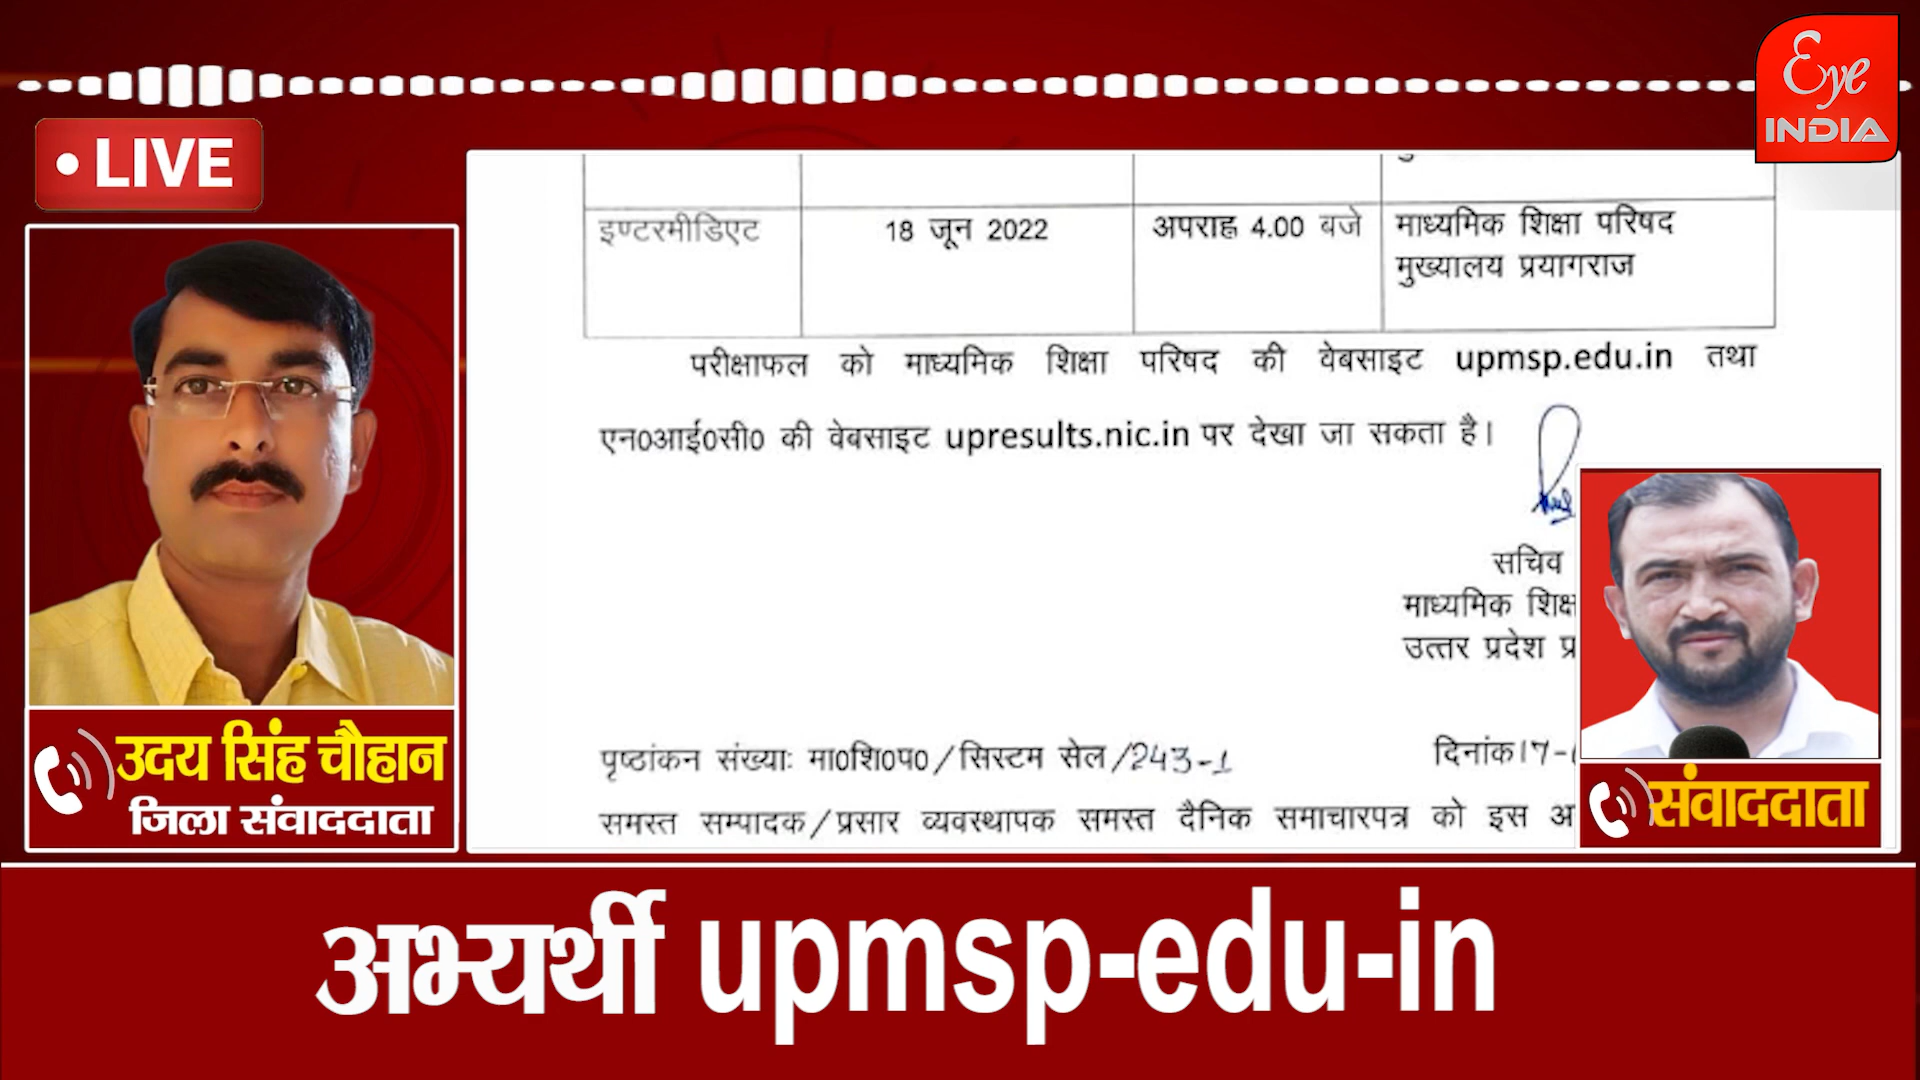 Eye
INDIA
• LIVE
इण्टरमीडिएट 18 जून 2022 अपराह्न 4.00 बजे माध्यमिक शिक्षा परिषद
मुख्यालय प्रयागराज
परीक्षाफल को माध्यमिक शिक्षा परिषद की वेबसाइट upmsp.edu.in तथा
एन0आई0सी0 की वेबसाइट upresults.nic.in पर देखा जा सकता है।
सचिव
माध्यमिक
उत्तर प्रदेश
पृष्ठांकन संख्याः मा0शि0प0/सिस्टम सेल/243-1 दिनांक 17-
समस्त सम्पादक/प्रसार व्यवस्थापक समस्त दैनिक समाचारपत्र को इस
उदय सिंह चौहान
जिला संवाददाता
संवाददाता
अभ्यर्थी upmsp-edu-in